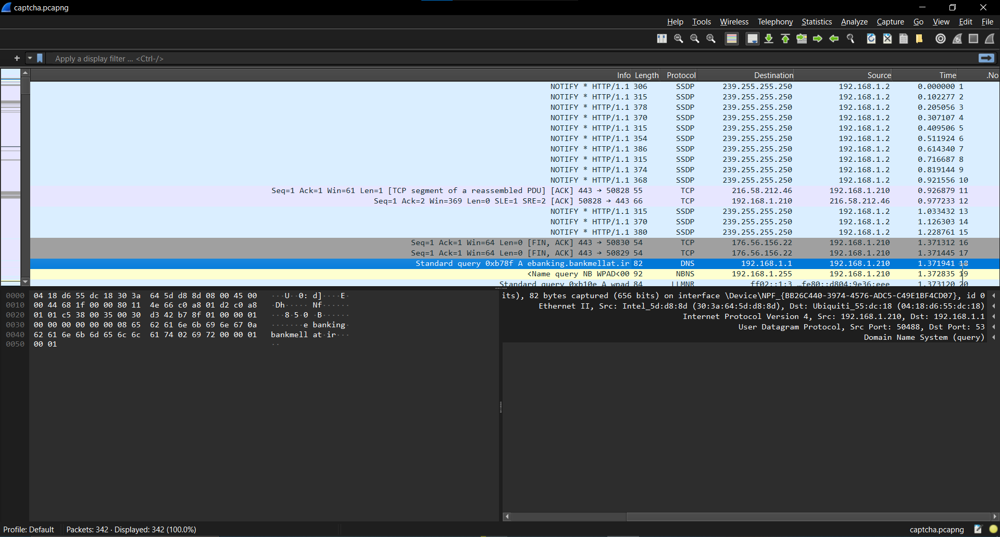 captcha.pcapng
Help Tools Wireless Telephony Statistics Analyze Capture Go View Edit File
Apply a display filter ... <Ctrl-/>
Info Length Protocol Destination Source Time .No
NOTIFY * HTTP/1.1 306 SSDP 239.255.255.250 192.168.1.2 0.000000 1
NOTIFY * HTTP/1.1 315 SSDP 239.255.255.250 192.168.1.2 0.102277 2
NOTIFY * HTTP/1.1 378 SSDP 239.255.255.250 192.168.1.2 0.205056 3
NOTIFY * HTTP/1.1 370 SSDP 239.255.255.250 192.168.1.2 0.307107 4
NOTIFY * HTTP/1.1 315 SSDP 239.255.255.250 192.168.1.2 0.409506 5
NOTIFY * HTTP/1.1 354 SSDP 239.255.255.250 192.168.1.2 0.511924 6
NOTIFY * HTTP/1.1 386 SSDP 239.255.255.250 192.168.1.2 0.614340 7
NOTIFY * HTTP/1.1 315 SSDP 239.255.255.250 192.168.1.2 0.716687 8
NOTIFY * HTTP/1.1 374 SSDP 239.255.255.250 192.168.1.2 0.819144 9
NOTIFY * HTTP/1.1 368 SSDP 239.255.255.250 192.168.1.2 0.921556 10
Seq=1 Ack=1 Win=61 Len=1 [TCP segment of a reassembled PDU] [ACK] 443 → 50828 55 TCP 216.58.212.46 192.168.1.210 0.926879 11
Seq=1 Ack=2 Win=369 Len=0 SLE=1 SRE=2 [ACK] 50828 → 443 66 TCP 192.168.1.210 216.58.212.46 0.977233 12
NOTIFY * HTTP/1.1 315 SSDP 239.255.255.250 192.168.1.2 1.033432 13
NOTIFY * HTTP/1.1 370 SSDP 239.255.255.250 192.168.1.2 1.126303 14
NOTIFY * HTTP/1.1 380 SSDP 239.255.255.250 192.168.1.2 1.228761 15
Seq=1 Ack=1 Win=64 Len=0 [FIN, ACK] 443 → 50830 54 TCP 176.56.156.22 192.168.1.210 1.371312 16
Seq=1 Ack=1 Win=64 Len=0 [FIN, ACK] 443 → 50829 54 TCP 176.56.156.22 192.168.1.210 1.371445 17
Standard query 0xb78f A ebanking.bankmellat.ir 82 DNS 192.168.1.1 192.168.1.210 1.371941 18
<Name query NB WPAD<00 92 NBNS 192.168.1.255 192.168.1.210 1.372835 19
Standard query 0xb10e A wpad 84 LLMNR ff02::1:3 …fe80::d804:9e36:eee 1.373120 20
0000 04 18 d6 55 dc 18 30 3a 64 5d d8 8d 08 00 45 00 ···U··0: d]····E·
0010 00 44 68 1f 00 00 80 11 4e 66 c0 a8 01 d2 c0 a8 ·Dh····· Nf······
0020 01 01 c5 38 00 35 00 30 d3 42 b7 8f 01 00 00 01 ···8·5·0 ·B······
0030 00 00 00 00 00 00 08 65 62 61 6e 6b 69 6e 67 0a ·······e banking·
0040 62 61 6e 6b 6d 65 6c 6c 61 74 02 69 72 00 00 01 bankmell at·ir···
0050 00 01 ··
its), 82 bytes captured (656 bits) on interface \Device\NPF_{BB26C440-3974-4576-ADC5-C49E1BF4CD07}, id 0
Ethernet II, Src: Intel_5d:d8:8d (30:3a:64:5d:d8:8d), Dst: Ubiquiti_55:dc:18 (04:18:d6:55:dc:18)
Internet Protocol Version 4, Src: 192.168.1.210, Dst: 192.168.1.1
User Datagram Protocol, Src Port: 50488, Dst Port: 53
Domain Name System (query)
Profile: Default Packets: 342 · Displayed: 342 (100.0%) captcha.pcapng